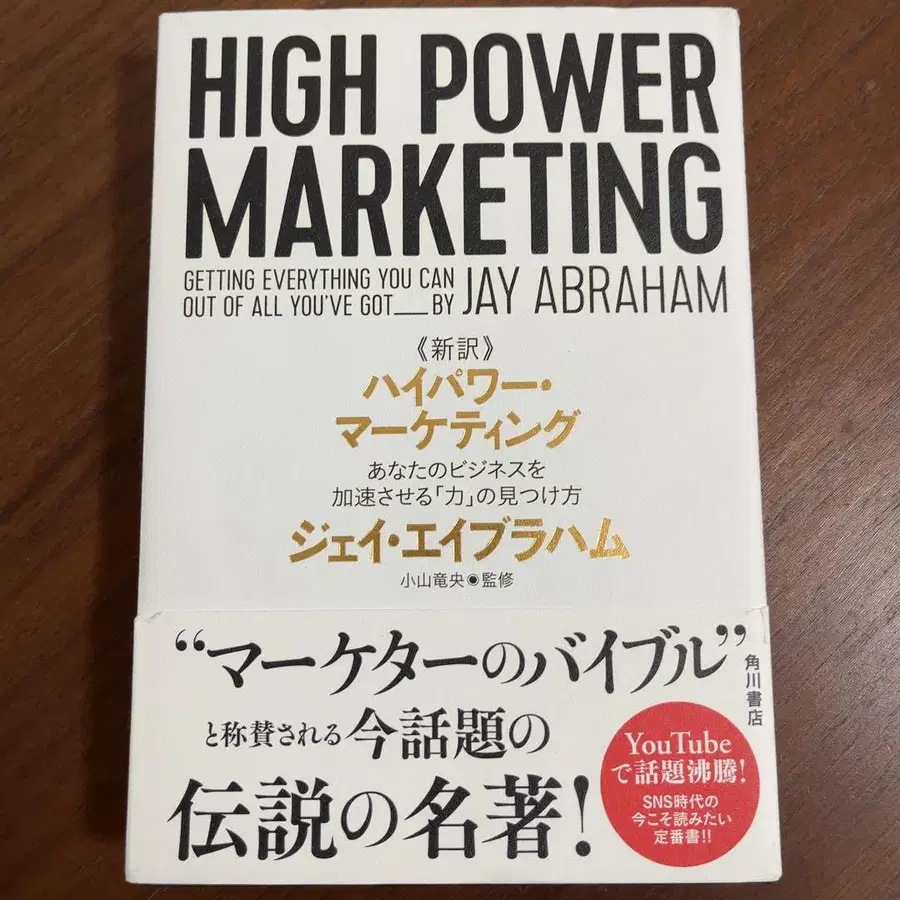 HIGH POWER
MARKETING
GETTING EVERYTHING YOU CAN
OUT OF ALL YOU'VE GOT___BY
JAY ABRAHAM
《新訳》
ハイパワー・
マーケティング
あなたのビジネスを
加速させる「力」の見つけ方
ジェイ・エイブラハム
小山竜央◉監修
“マーケターのバイブル”
と称賛される今話題の
伝説の名著!
角川書店
YouTube
で話題沸騰!
SNS時代の
今こそ読みたい
定番書!!